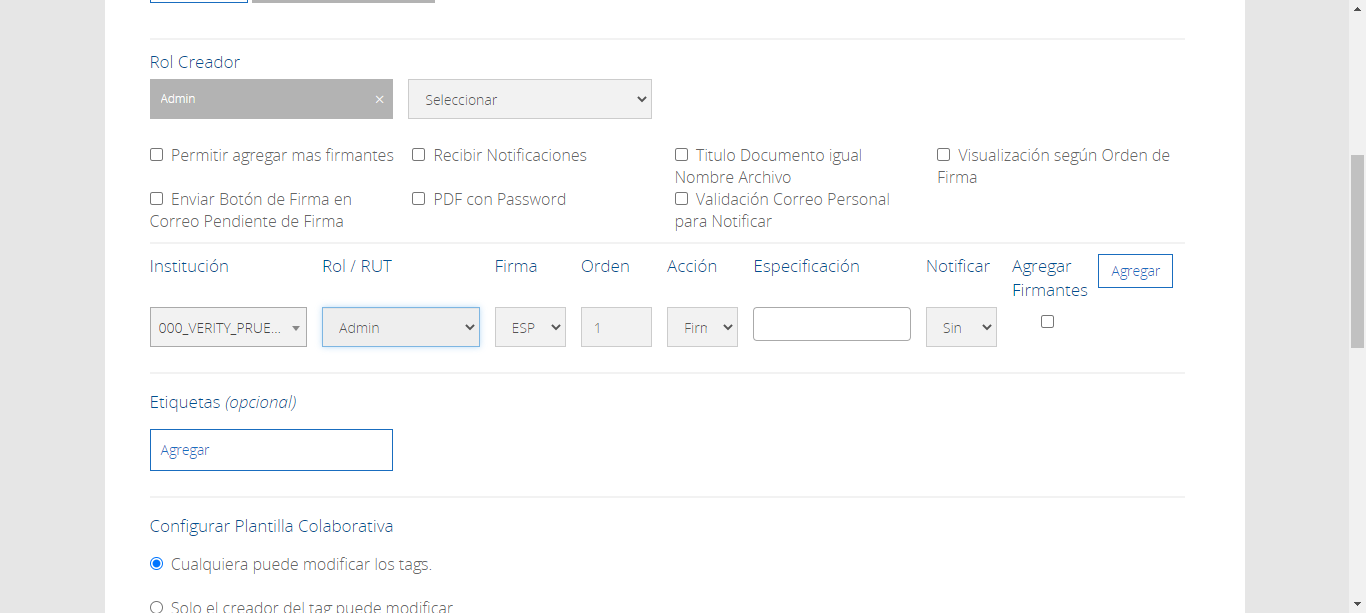 Rol Creador
Admin ×
Seleccionar
Permitir agregar mas firmantes
Recibir Notificaciones
Titulo Documento igual
Nombre Archivo
Visualización según Orden de
Firma
Enviar Botón de Firma en
Correo Pendiente de Firma
PDF con Password
Validación Correo Personal
para Notificar
Institución
Rol / RUT
Firma
Orden
Acción
Especificación
Notificar
Agregar
Firmantes
Agregar
000_VERITY_PRUE...
Admin
ESP
1
Firn
Sin
Etiquetas (opcional)
Agregar
Configurar Plantilla Colaborativa
Cualquiera puede modificar los tags.
Solo el creador del tag puede modificar